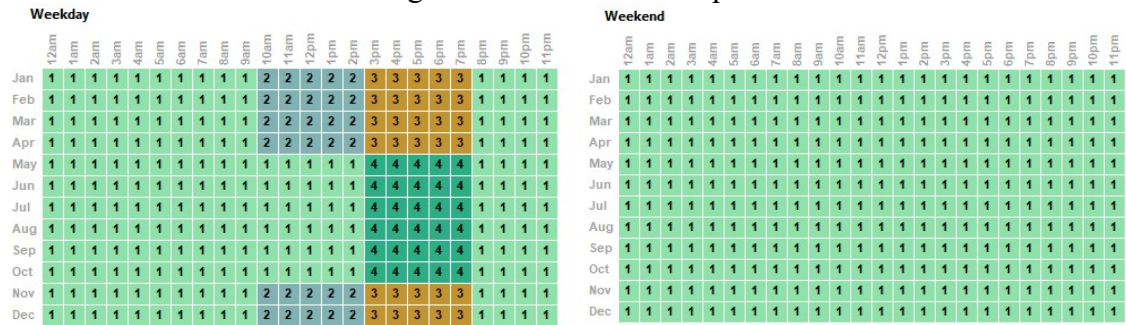 Weekday
12am 1am 2am 3am 4am 5am 6am 7am 8am 9am 10am 11am 12pm 1pm 2pm 3pm 4pm 5pm 6pm 7pm 8pm 9pm 10pm 11pm
Jan 1 1 1 1 1 1 1 1 1 1 2 2 2 2 2 3 3 3 3 3 1 1 1 1
Feb 1 1 1 1 1 1 1 1 1 1 2 2 2 2 2 3 3 3 3 3 1 1 1 1
Mar 1 1 1 1 1 1 1 1 1 1 2 2 2 2 2 3 3 3 3 3 1 1 1 1
Apr 1 1 1 1 1 1 1 1 1 1 2 2 2 2 2 3 3 3 3 3 1 1 1 1
May 1 1 1 1 1 1 1 1 1 1 1 1 1 1 1 4 4 4 4 4 1 1 1 1
Jun 1 1 1 1 1 1 1 1 1 1 1 1 1 1 1 4 4 4 4 4 1 1 1 1
Jul 1 1 1 1 1 1 1 1 1 1 1 1 1 1 1 4 4 4 4 4 1 1 1 1
Aug 1 1 1 1 1 1 1 1 1 1 1 1 1 1 1 4 4 4 4 4 1 1 1 1
Sep 1 1 1 1 1 1 1 1 1 1 1 1 1 1 1 4 4 4 4 4 1 1 1 1
Oct 1 1 1 1 1 1 1 1 1 1 1 1 1 1 1 4 4 4 4 4 1 1 1 1
Nov 1 1 1 1 1 1 1 1 1 1 2 2 2 2 2 3 3 3 3 3 1 1 1 1
Dec 1 1 1 1 1 1 1 1 1 1 2 2 2 2 2 3 3 3 3 3 1 1 1 1
Weekend
12am 1am 2am 3am 4am 5am 6am 7am 8am 9am 10am 11am 12pm 1pm 2pm 3pm 4pm 5pm 6pm 7pm 8pm 9pm 10pm 11pm
Jan 1 1 1 1 1 1 1 1 1 1 1 1 1 1 1 1 1 1 1 1 1 1 1 1
Feb 1 1 1 1 1 1 1 1 1 1 1 1 1 1 1 1 1 1 1 1 1 1 1 1
Mar 1 1 1 1 1 1 1 1 1 1 1 1 1 1 1 1 1 1 1 1 1 1 1 1
Apr 1 1 1 1 1 1 1 1 1 1 1 1 1 1 1 1 1 1 1 1 1 1 1 1
May 1 1 1 1 1 1 1 1 1 1 1 1 1 1 1 1 1 1 1 1 1 1 1 1
Jun 1 1 1 1 1 1 1 1 1 1 1 1 1 1 1 1 1 1 1 1 1 1 1 1
Jul 1 1 1 1 1 1 1 1 1 1 1 1 1 1 1 1 1 1 1 1 1 1 1 1
Aug 1 1 1 1 1 1 1 1 1 1 1 1 1 1 1 1 1 1 1 1 1 1 1 1
Sep 1 1 1 1 1 1 1 1 1 1 1 1 1 1 1 1 1 1 1 1 1 1 1 1
Oct 1 1 1 1 1 1 1 1 1 1 1 1 1 1 1 1 1 1 1 1 1 1 1 1
Nov 1 1 1 1 1 1 1 1 1 1 1 1 1 1 1 1 1 1 1 1 1 1 1 1
Dec 1 1 1 1 1 1 1 1 1 1 1 1 1 1 1 1 1 1 1 1 1 1 1 1